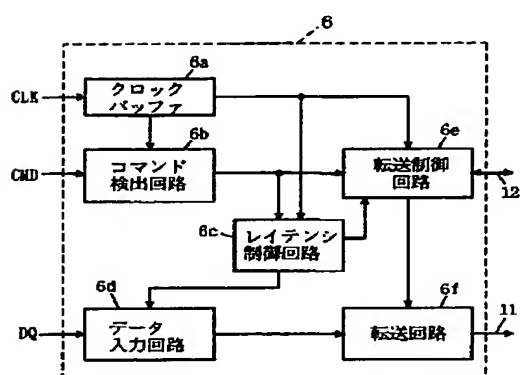 6
6a
CLK
クロック
バッファ
6b
CMD
コマンド
検出回路
6e
転送制御
回路
12
6c
レイテンシ
制御回路
6d
DQ
データ
入力回路
6f
転送回路
11